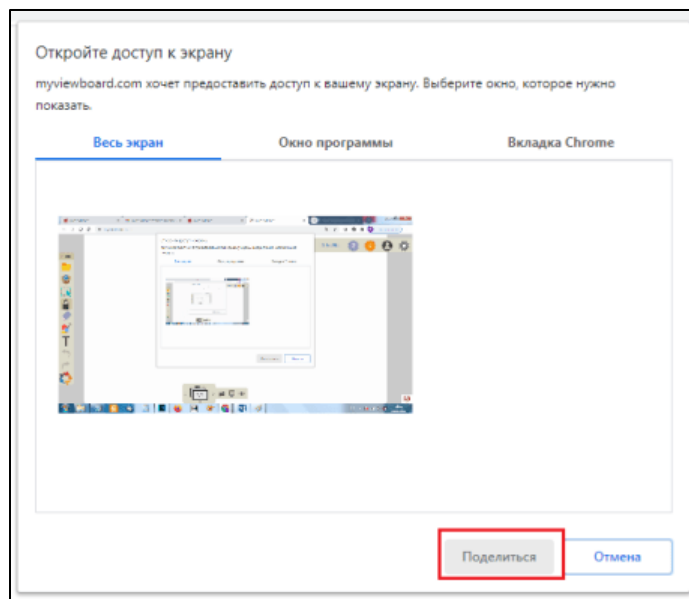 Откройте доступ к экрану
myviewboard.com хочет предоставить доступ к вашему экрану. Выберите окно, которое нужно
показать.
Весь экран Окно программы Вкладка Chrome
Поделиться Отмена